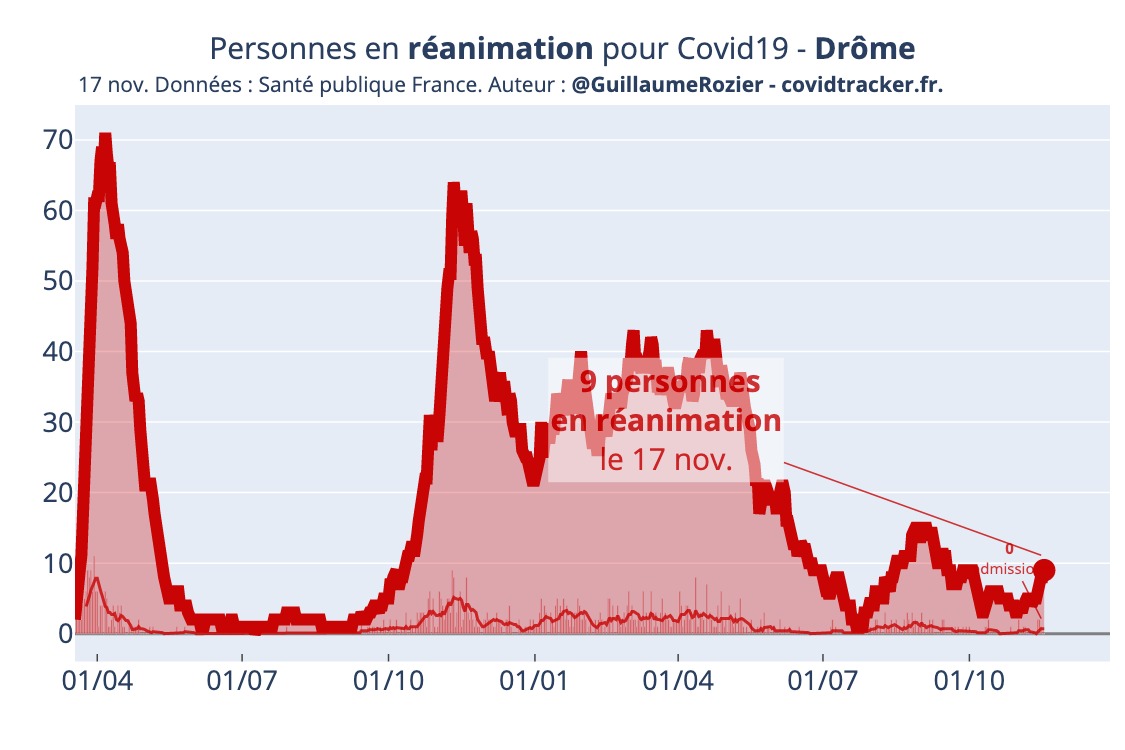 Personnes en réanimation pour Covid19 - Drôme
17 nov. Données : Santé publique France. Auteur : @GuillaumeRozier - covidtracker.fr.
70
60
50
40
30
20
10
0
9 personnes
en réanimation
le 17 nov.
0
dmissio
01/04
01/07
01/10
01/01
01/04
01/07
01/10